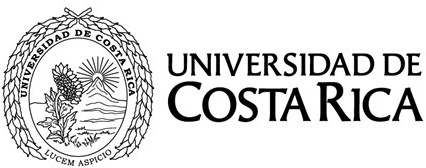 UNIVERSIDAD DE COSTA RICA
LUCEM ASPICIO
UNIVERSIDAD DE
COSTA RICA